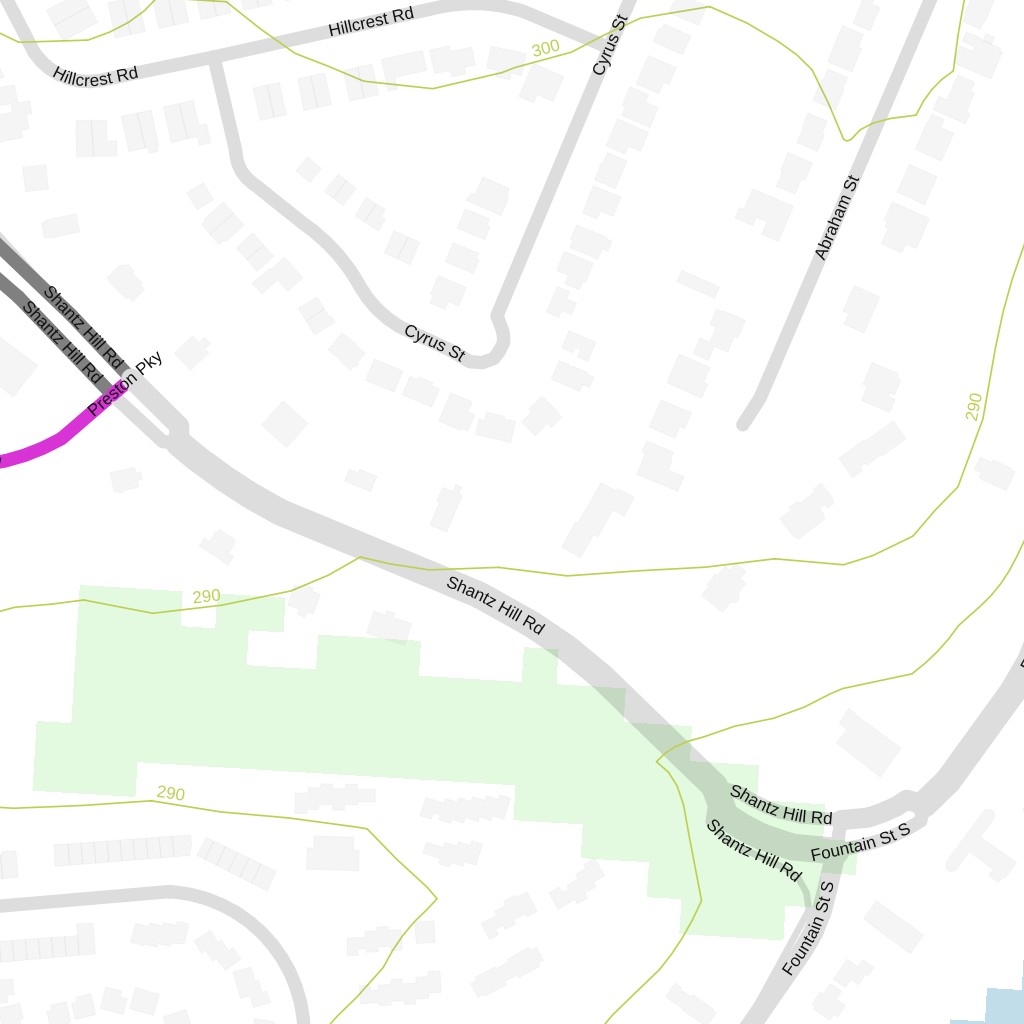 Hillcrest Rd
Cyrus St
300
Hillcrest Rd
Abraham St
Shantz Hill Rd
Shantz Hill Rd
Cyrus St
Preston Pky
290
290
Shantz Hill Rd
290
Shantz Hill Rd
Shantz Hill Rd
Fountain St S
Fountain St S